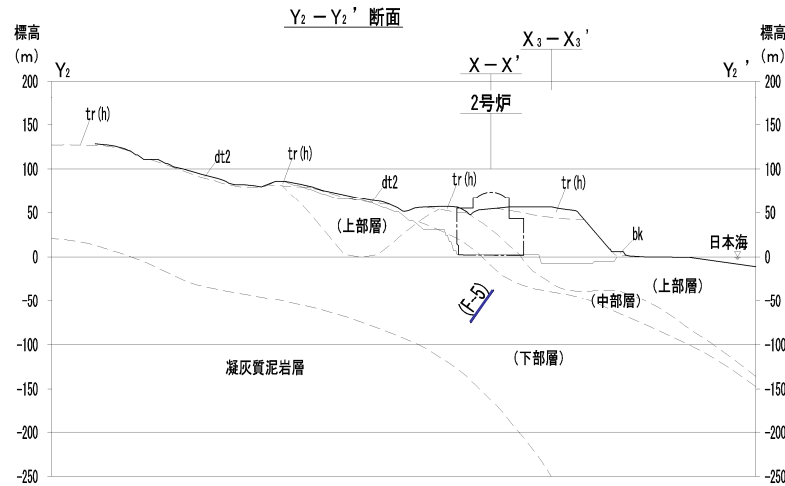 Y2－Y2’断面
X3－X3’
X－X’
2号炉
標高
(m)
標高
(m)
Y2
Y2’
200
200
150
150
tr(h)
dt2
tr(h)
dt2
tr(h)
tr(h)
100
100
50
50
(上部層)
bk
日本海
0
0
(上部層)
(中部層)
(F-5)
-50
-50
-100
-100
(下部層)
凝灰質泥岩層
-150
-150
-200
-200
-250
-250